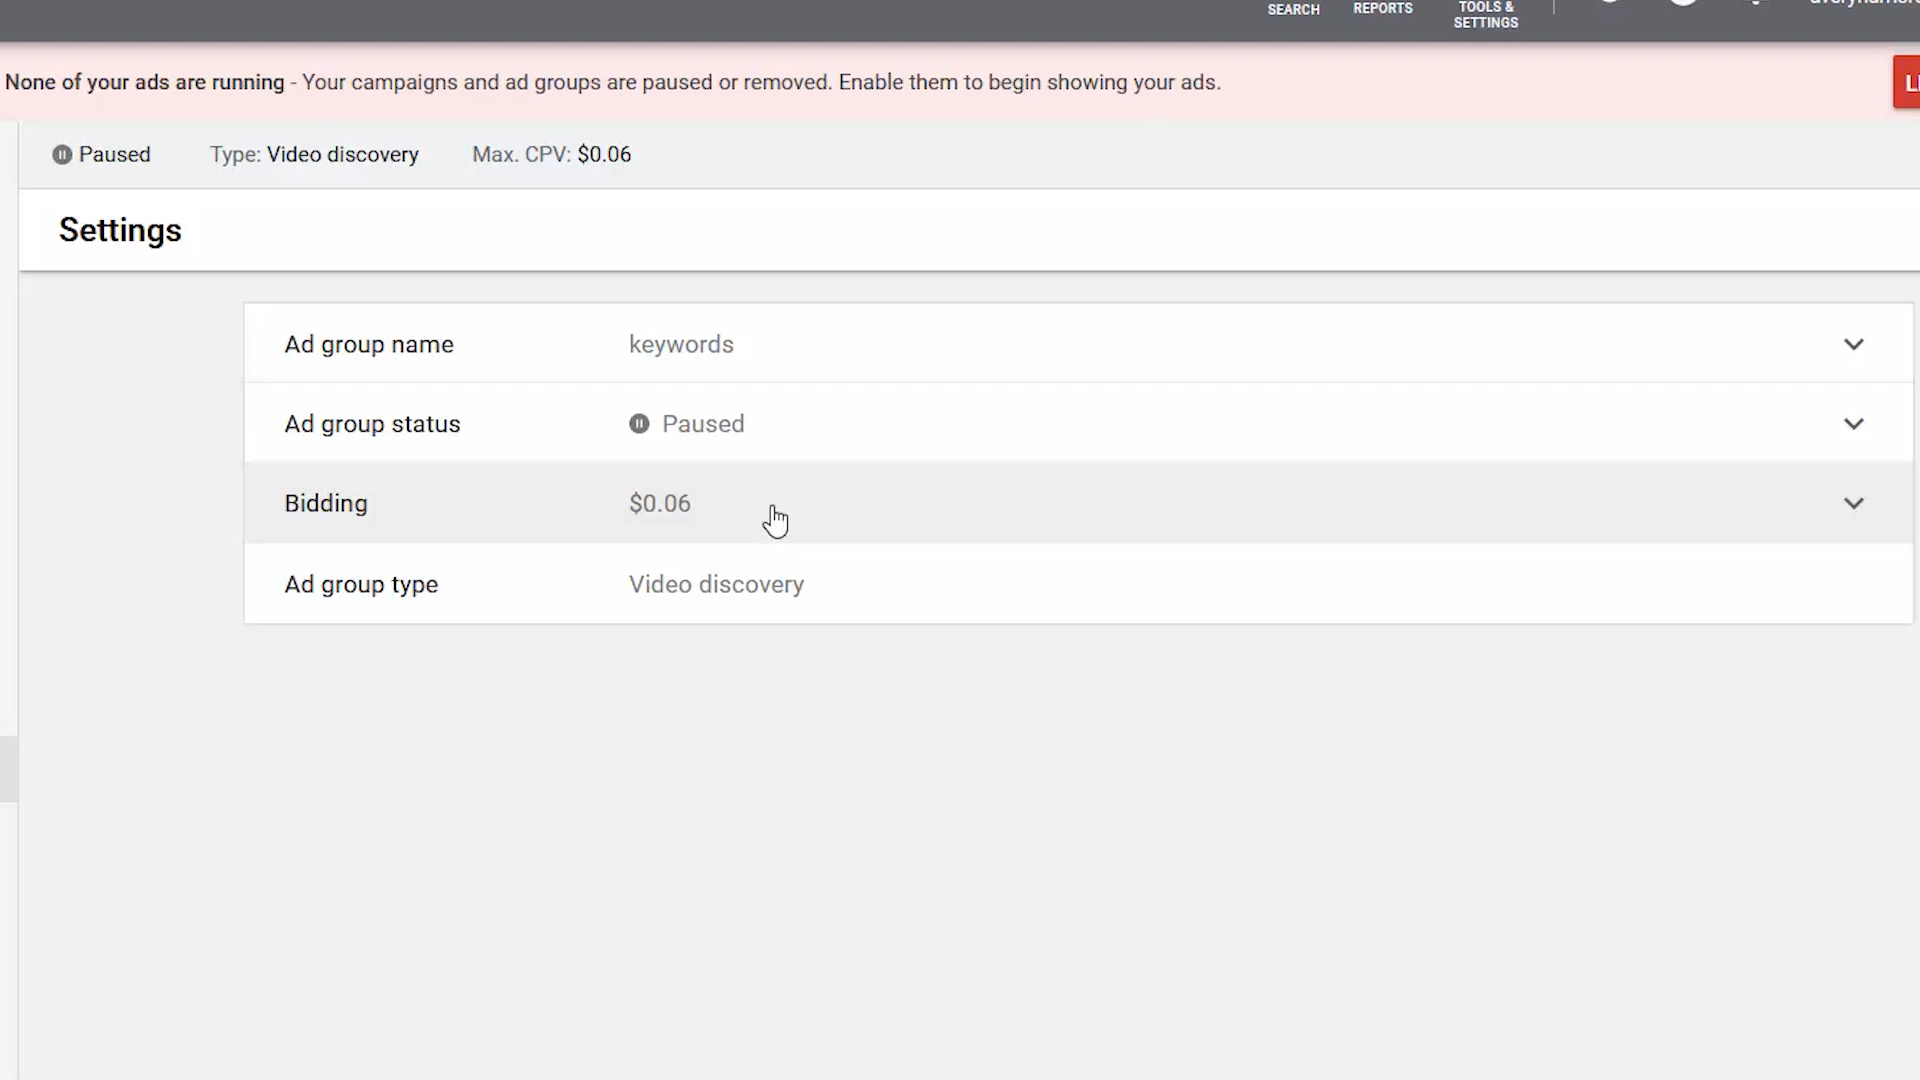 SEARCH
REPORTS
TOOLS &
SETTINGS
None of your ads are running - Your campaigns and ad groups are paused or removed. Enable them to begin showing your ads.
Paused Type: Video discovery Max. CPV: $0.06
Settings
Ad group name keywords
Ad group status Paused
Bidding $0.06
Ad group type Video discovery